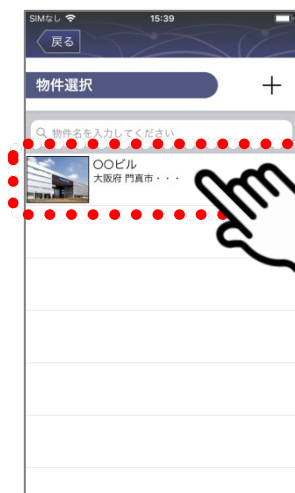 SIMなし 15:39
戻る
物件選択
物件名を入力してください
〇〇ビル
大阪府 門真市・・・